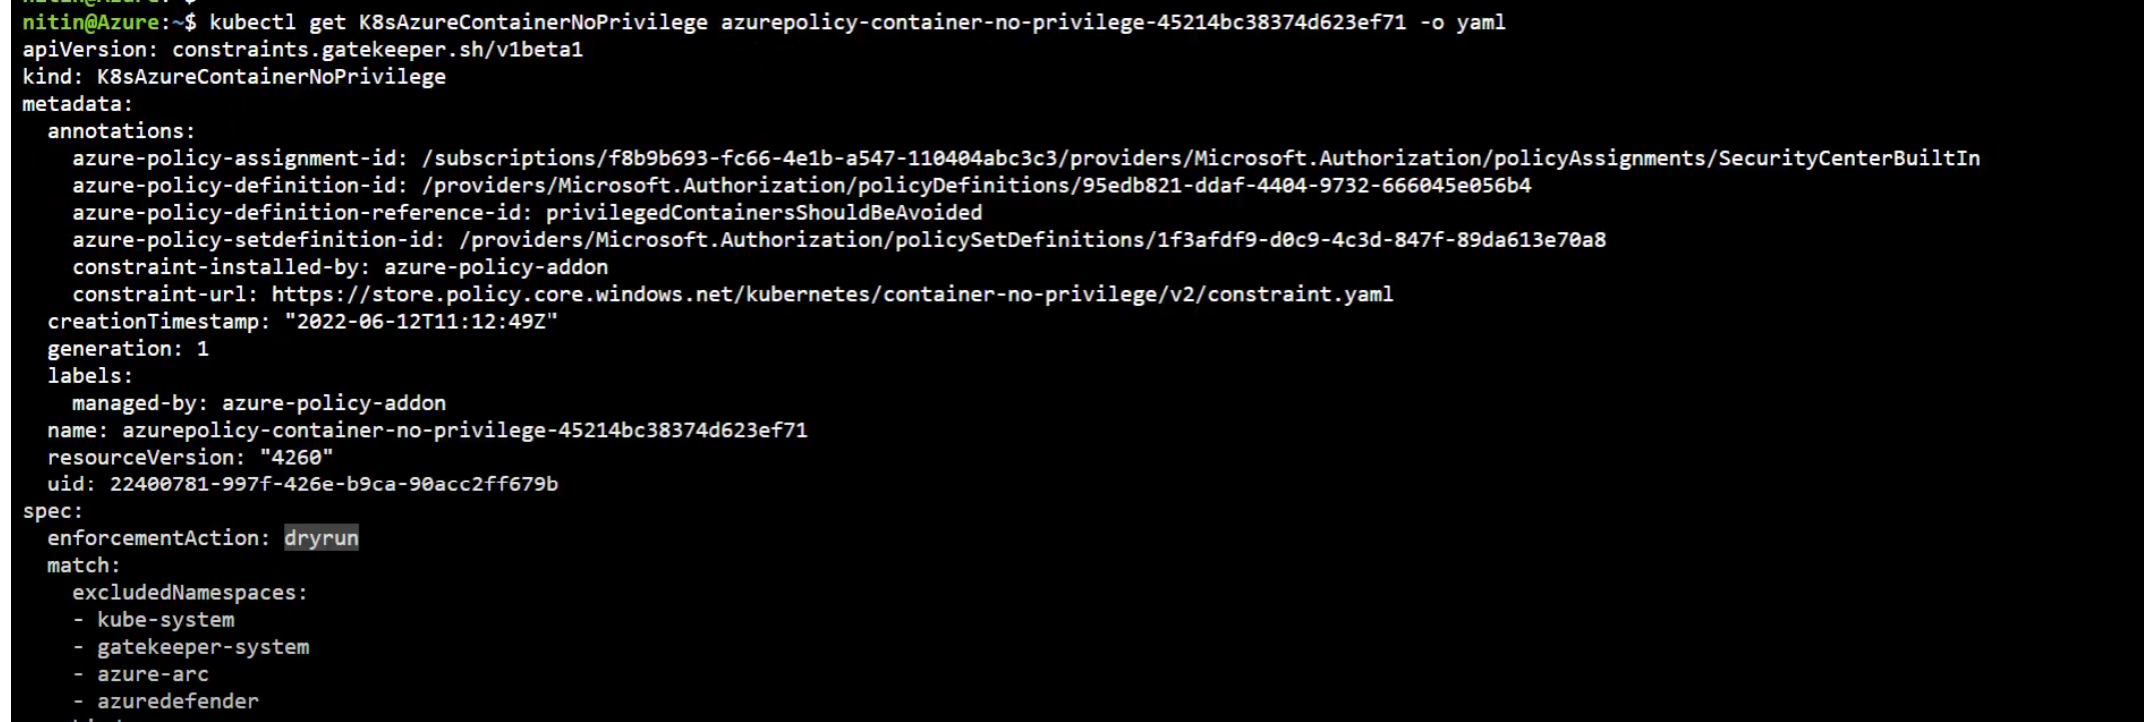 nitin@Azure:~$
nitin@Azure:~$ kubectl get K8sAzureContainerNoPrivilege azurepolicy-container-no-privilege-45214bc38374d623ef71 -o yaml
apiVersion: constraints.gatekeeper.sh/v1beta1
kind: K8sAzureContainerNoPrivilege
metadata:
  annotations:
    azure-policy-assignment-id: /subscriptions/f8b9b693-fc66-4e1b-a547-110404abc3c3/providers/Microsoft.Authorization/policyAssignments/SecurityCenterBuiltIn
    azure-policy-definition-id: /providers/Microsoft.Authorization/policyDefinitions/95edb821-ddaf-4404-9732-666045e056b4
    azure-policy-definition-reference-id: privilegedContainersShouldBeAvoided
    azure-policy-setdefinition-id: /providers/Microsoft.Authorization/policySetDefinitions/1f3afdf9-d0c9-4c3d-847f-89da613e70a8
    constraint-installed-by: azure-policy-addon
    constraint-url: https://store.policy.core.windows.net/kubernetes/container-no-privilege/v2/constraint.yaml
  creationTimestamp: "2022-06-12T11:12:49Z"
  generation: 1
  labels:
    managed-by: azure-policy-addon
  name: azurepolicy-container-no-privilege-45214bc38374d623ef71
  resourceVersion: "4260"
  uid: 22400781-997f-426e-b9ca-90acc2ff679b
spec:
  enforcementAction: dryrun
  match:
    excludedNamespaces:
    - kube-system
    - gatekeeper-system
    - azure-arc
    - azuredefender